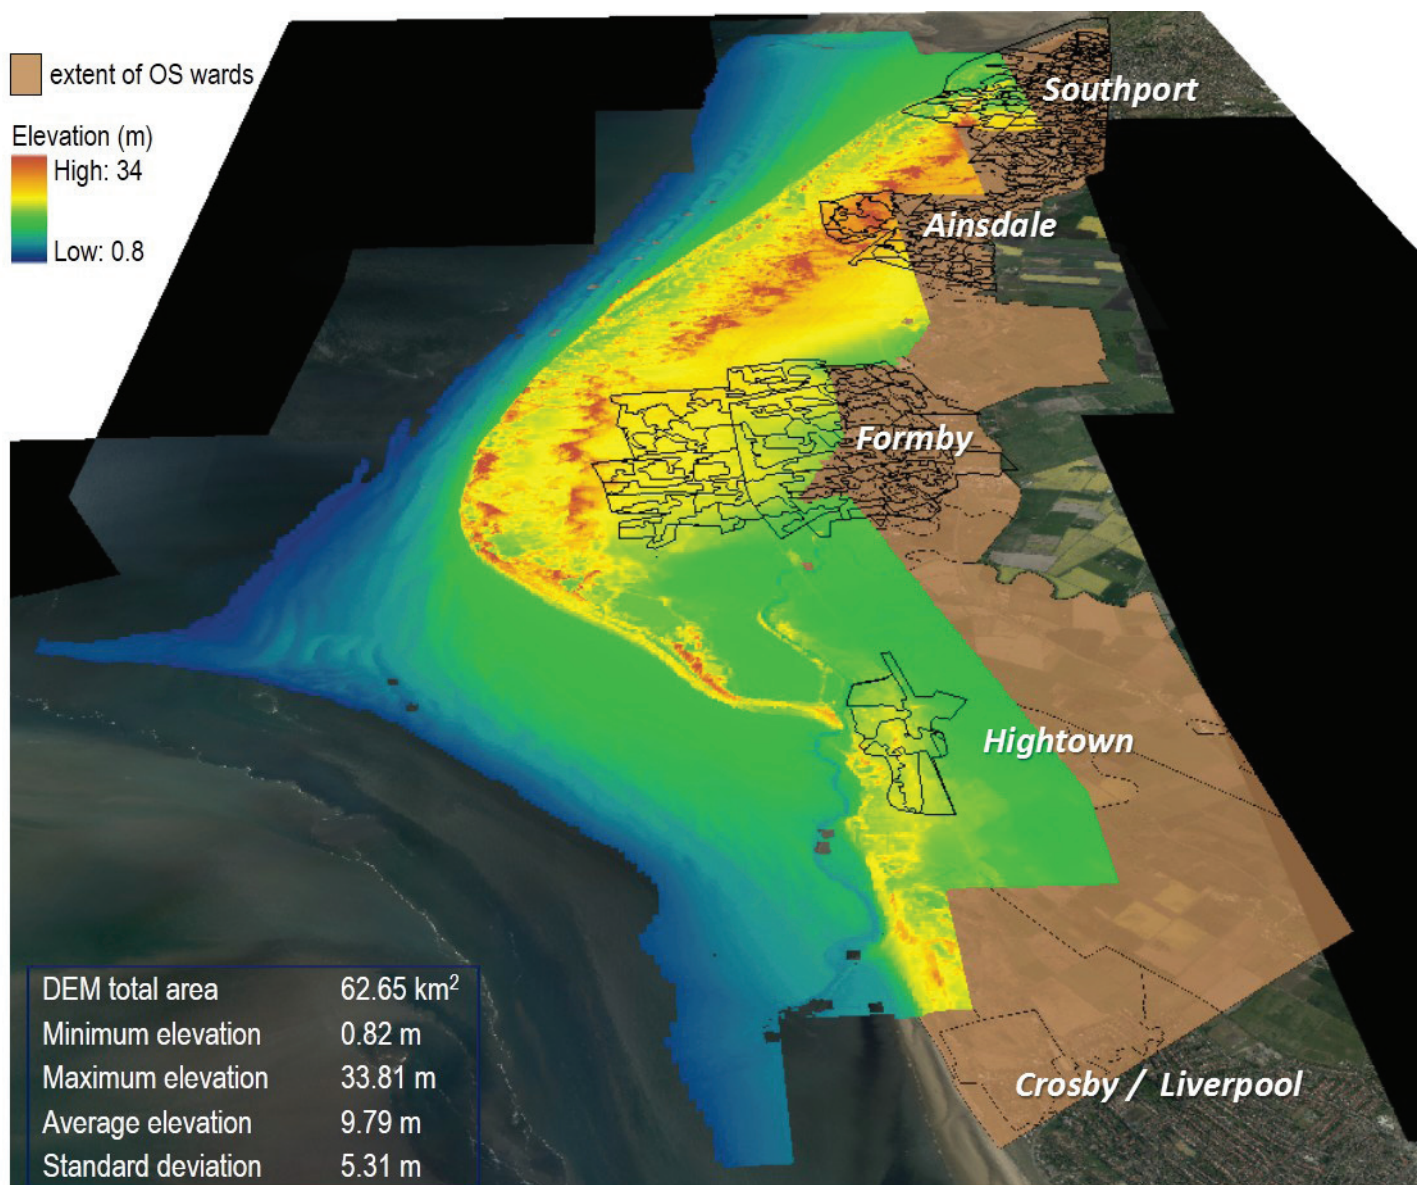 extent of OS wards
Elevation (m)
High: 34
Low: 0.8
Southport
Ainsdale
Formby
Hightown
Crosby / Liverpool
DEM total area 62.65 km²
Minimum elevation 0.82 m
Maximum elevation 33.81 m
Average elevation 9.79 m
Standard deviation 5.31 m